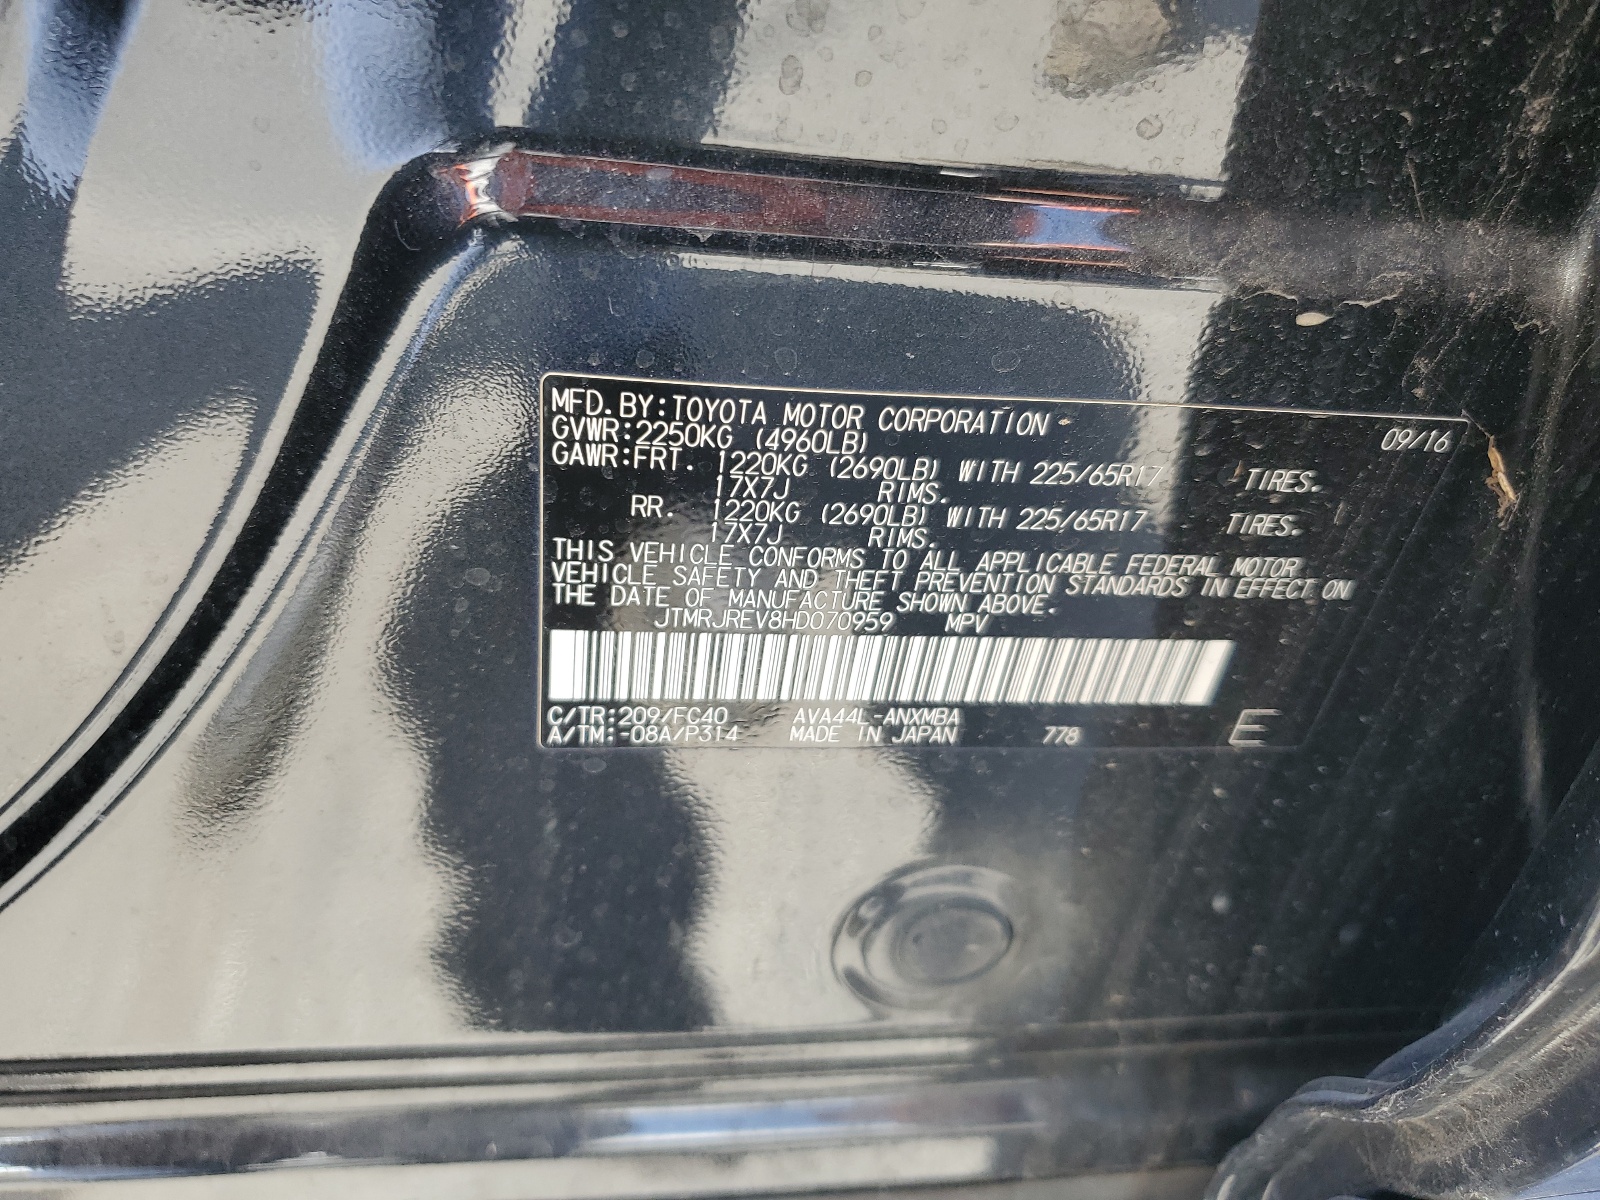 MFD. BY: TOYOTA MOTOR CORPORATION 09/16
GVWR: 2250KG (4960LB)
GAWR: FRT. 1220KG (2690LB) WITH 225/65R17 TIRES.
17X7J RIMS.
RR. 1220KG (2690LB) WITH 225/65R17 TIRES.
17X7J RIMS.
THIS VEHICLE CONFORMS TO ALL APPLICABLE FEDERAL MOTOR
VEHICLE SAFETY AND THEFT PREVENTION STANDARDS IN EFFECT ON
THE DATE OF MANUFACTURE SHOWN ABOVE.
JTMRJREV8HD070959 MPV
C/TR: 209/FC40 AVA44L-ANXMBA
A/TM: -08A/P314 MADE IN JAPAN 778 E